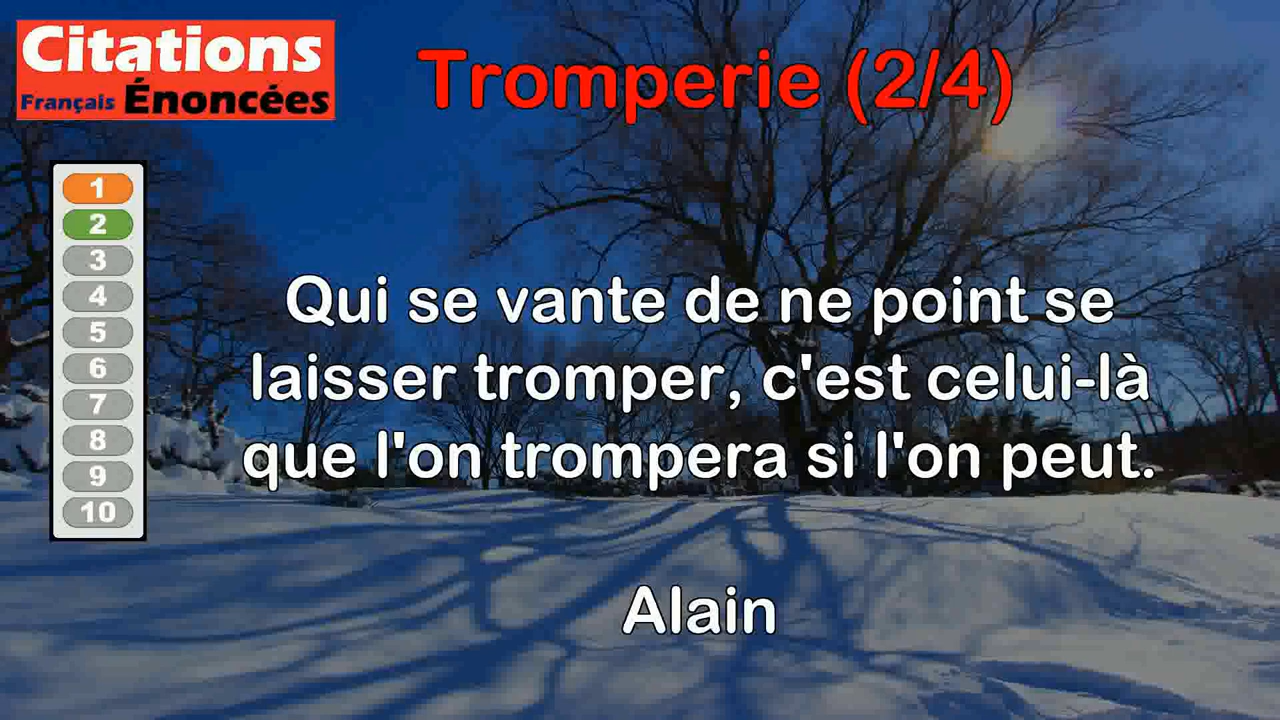 Citations
Français Énoncées
Tromperie (2/4)
1
2
3
4
5
6
7
8
9
10
Qui se vante de ne point se
laisser tromper, c'est celui-là
que l'on trompera si l'on peut.
Alain